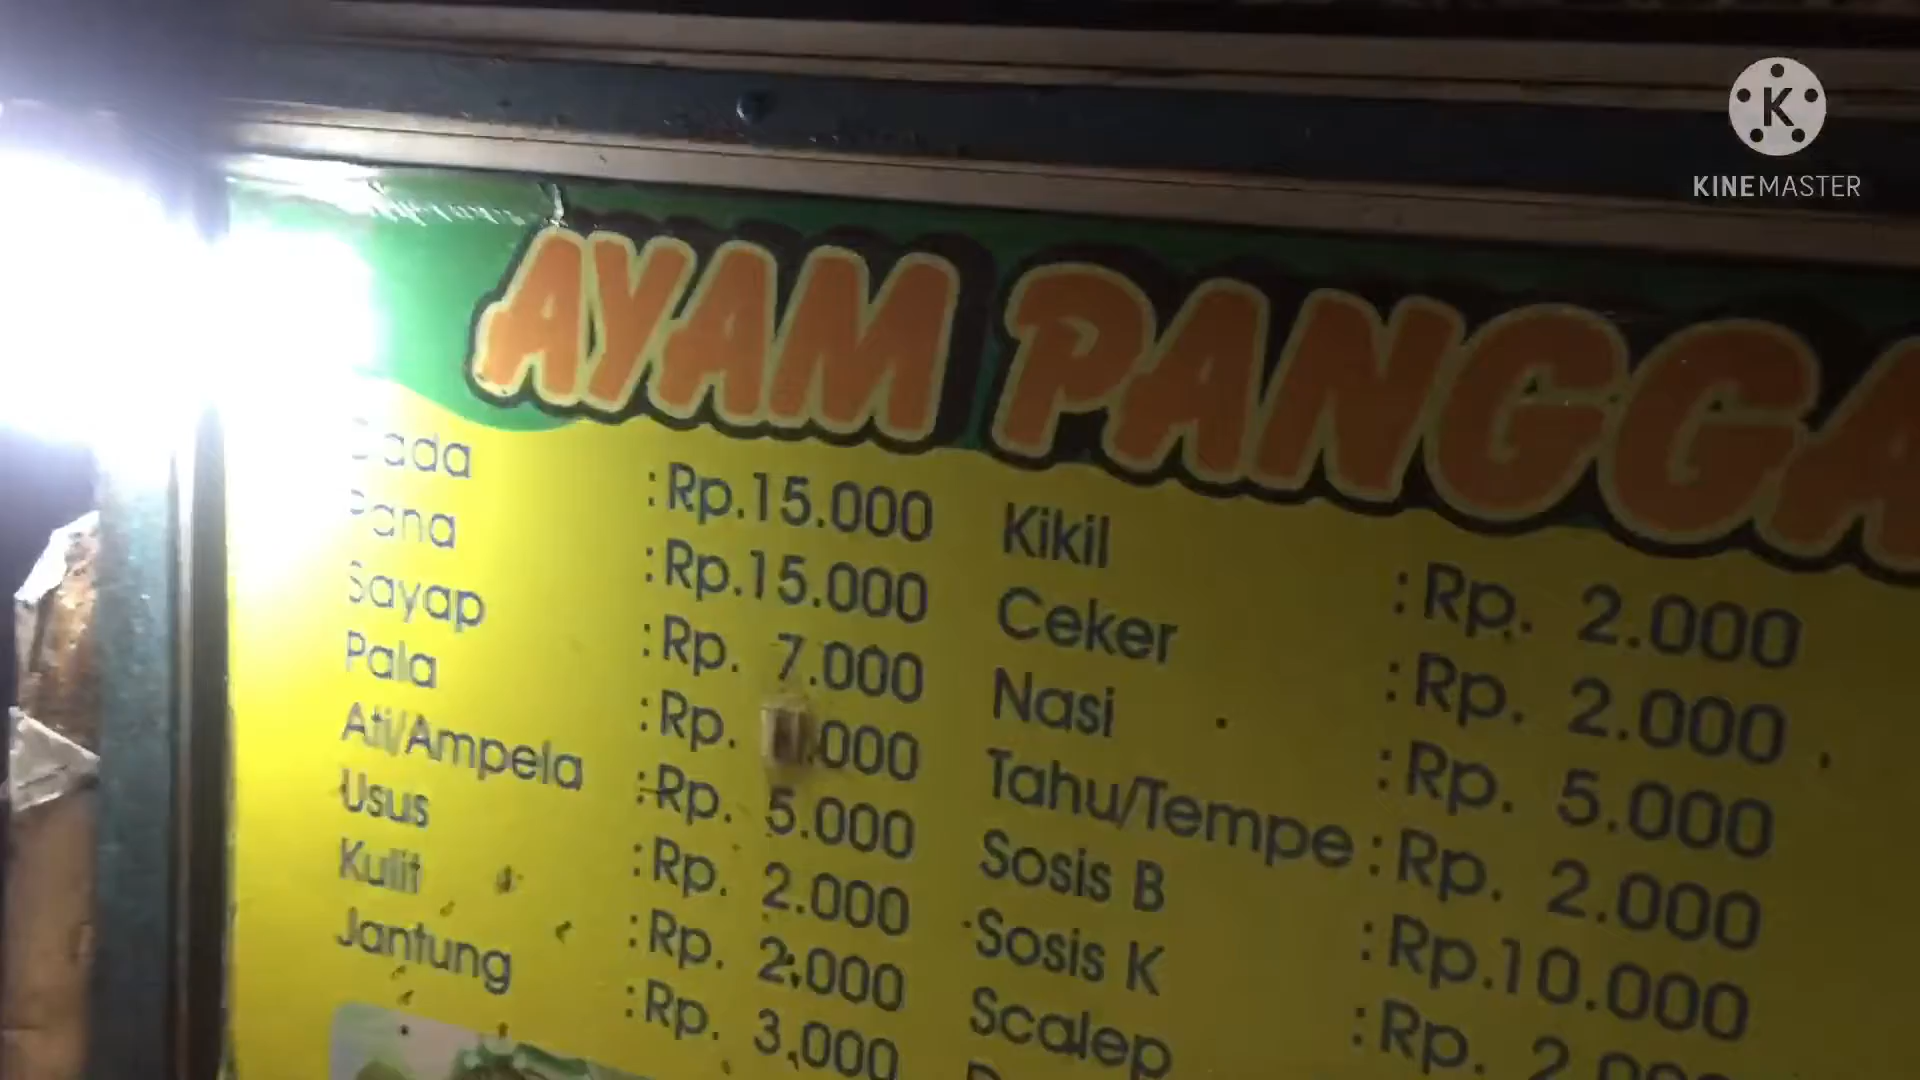 KINEMASTER
AYAM PANGGA
Dada : Rp.15.000
Paha : Rp.15.000
Sayap : Rp. 7.000
Pala : Rp. .000
Ati/Ampela : Rp. 5.000
Usus : Rp. 2.000
Kulit : Rp. 2.000
Jantung : Rp. 3.000
Kikil : Rp. 2.000
Ceker : Rp. 2.000
Nasi : Rp. 5.000
Tahu/Tempe : Rp. 2.000
Sosis B : Rp.10.000
Sosis K : Rp. 2.000
Scalep